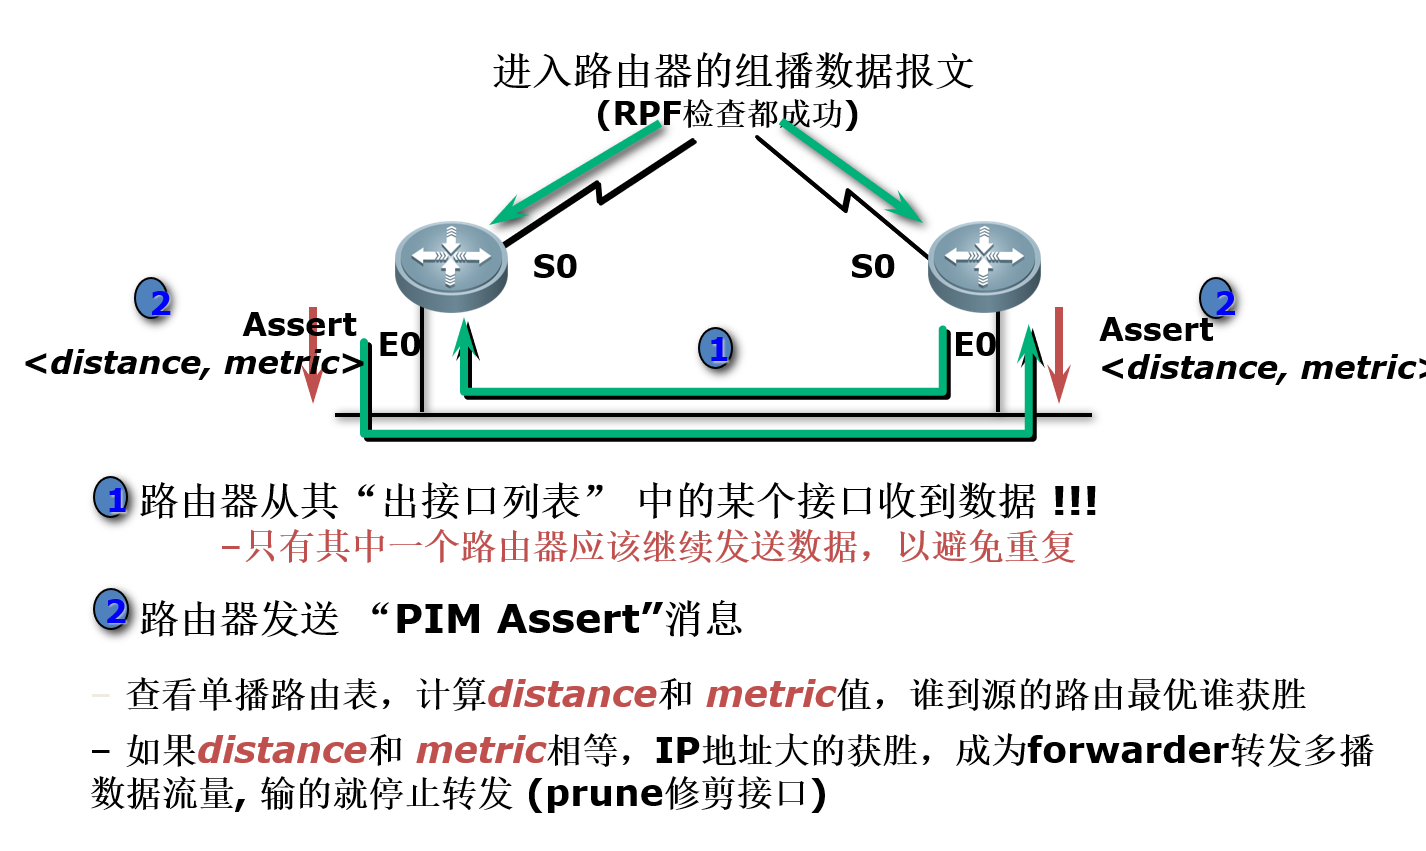 进入路由器的组播数据报文
(RPF检查都成功)
S0
S0
2
2
Assert
<distance, metric>
E0
1
E0
Assert
<distance, metric>
1 路由器从其“出接口列表” 中的某个接口收到数据 !!!
–只有其中一个路由器应该继续发送数据，以避免重复
2 路由器发送 “PIM Assert”消息
– 查看单播路由表，计算distance和 metric值，谁到源的路由最优谁获胜
– 如果distance和 metric相等，IP地址大的获胜，成为forwarder转发多播
数据流量, 输的就停止转发 (prune修剪接口)